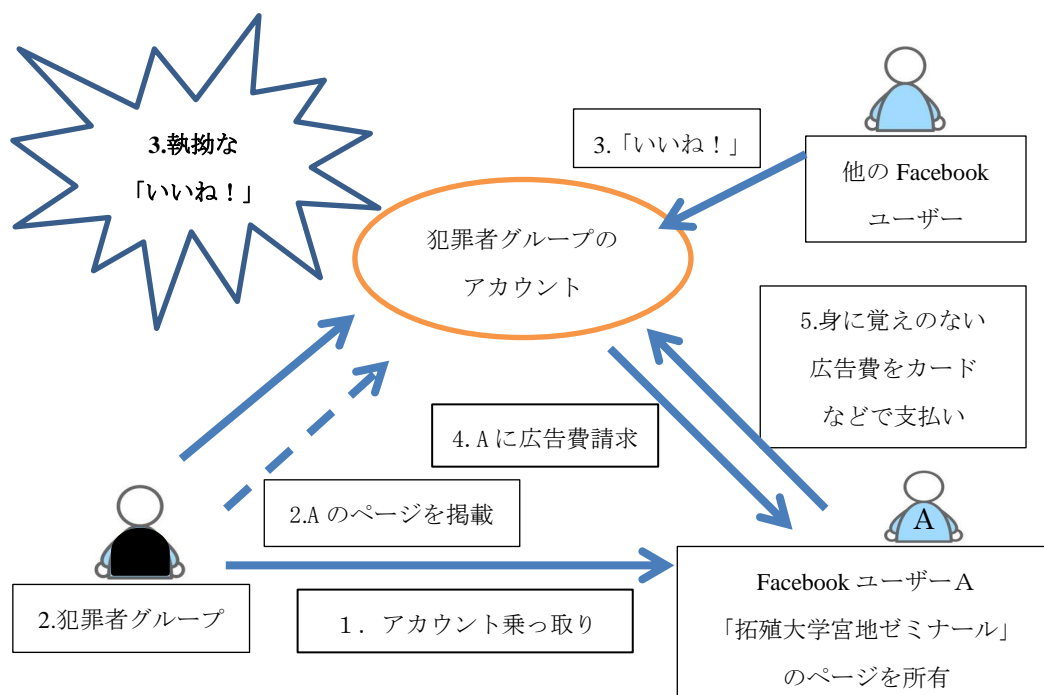 3.執拗な
「いいね！」
3.「いいね！」
他の Facebook
ユーザー
犯罪者グループの
アカウント
5.身に覚えのない
広告費をカード
などで支払い
4.A に広告費請求
2.A のページを掲載
A
2.犯罪者グループ
１．アカウント乗っ取り
Facebook ユーザーＡ
「拓殖大学宮地ゼミナール」
のページを所有